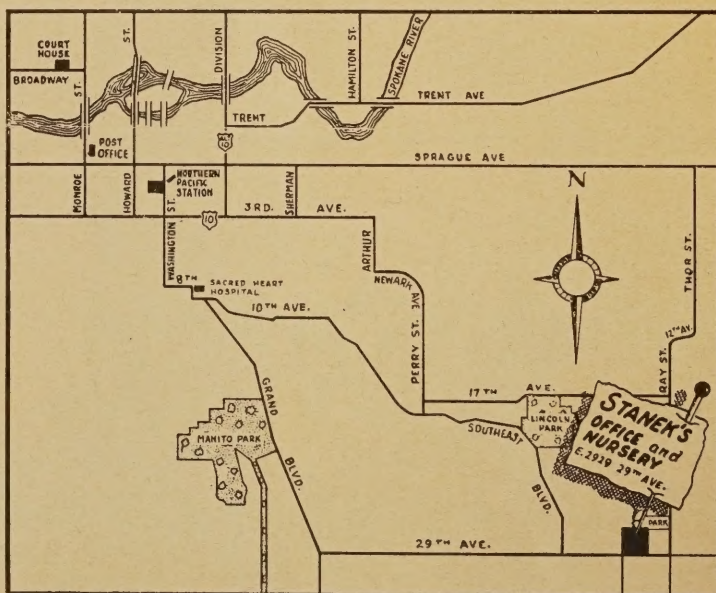 COURT
HOUSE
BROADWAY
ST.
ST.
DIVISION
HAMILTON ST.
SPOKANE RIVER
TRENT
TRENT AVE
10
POST
OFFICE
SPRAGUE AVE
MONROE
HOWARD
NORTHERN
PACIFIC
STATION
WASHINGTON ST.
10
3RD. AVE.
SHERMAN
N
ARTHUR
NEWARK AVE
THOR ST.
8TH
SACRED HEART
HOSPITAL
10TH AVE.
PERRY ST.
12TH AV.
RAY ST.
17TH AVE.
GRAND BLVD.
MANITO PARK
LINCOLN
PARK
SOUTHEAST BLVD.
STANEK'S
OFFICE and
NURSERY
E. 2929 29TH AVE.
PARK
29TH AVE.